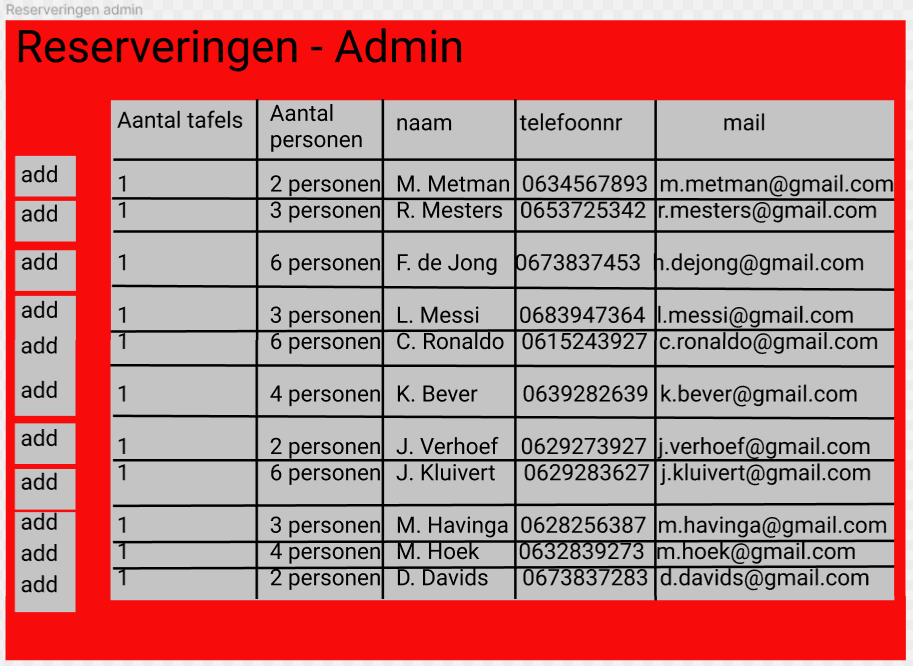 Reserveringen admin
Reserveringen - Admin
Aantal tafels Aantal personen naam telefoonnr mail
add 1 2 personen M. Metman 0634567893 m.metman@gmail.com
add 1 3 personen R. Mesters 0653725342 r.mesters@gmail.com
add 1 6 personen F. de Jong 0673837453 h.dejong@gmail.com
add 1 3 personen L. Messi 0683947364 l.messi@gmail.com
add 1 6 personen C. Ronaldo 0615243927 c.ronaldo@gmail.com
add 1 4 personen K. Bever 0639282639 k.bever@gmail.com
add 1 2 personen J. Verhoef 0629273927 j.verhoef@gmail.com
add 1 6 personen J. Kluivert 0629283627 j.kluivert@gmail.com
add 1 3 personen M. Havinga 0628256387 m.havinga@gmail.com
add 1 4 personen M. Hoek 0632839273 m.hoek@gmail.com
add 1 2 personen D. Davids 0673837283 d.davids@gmail.com